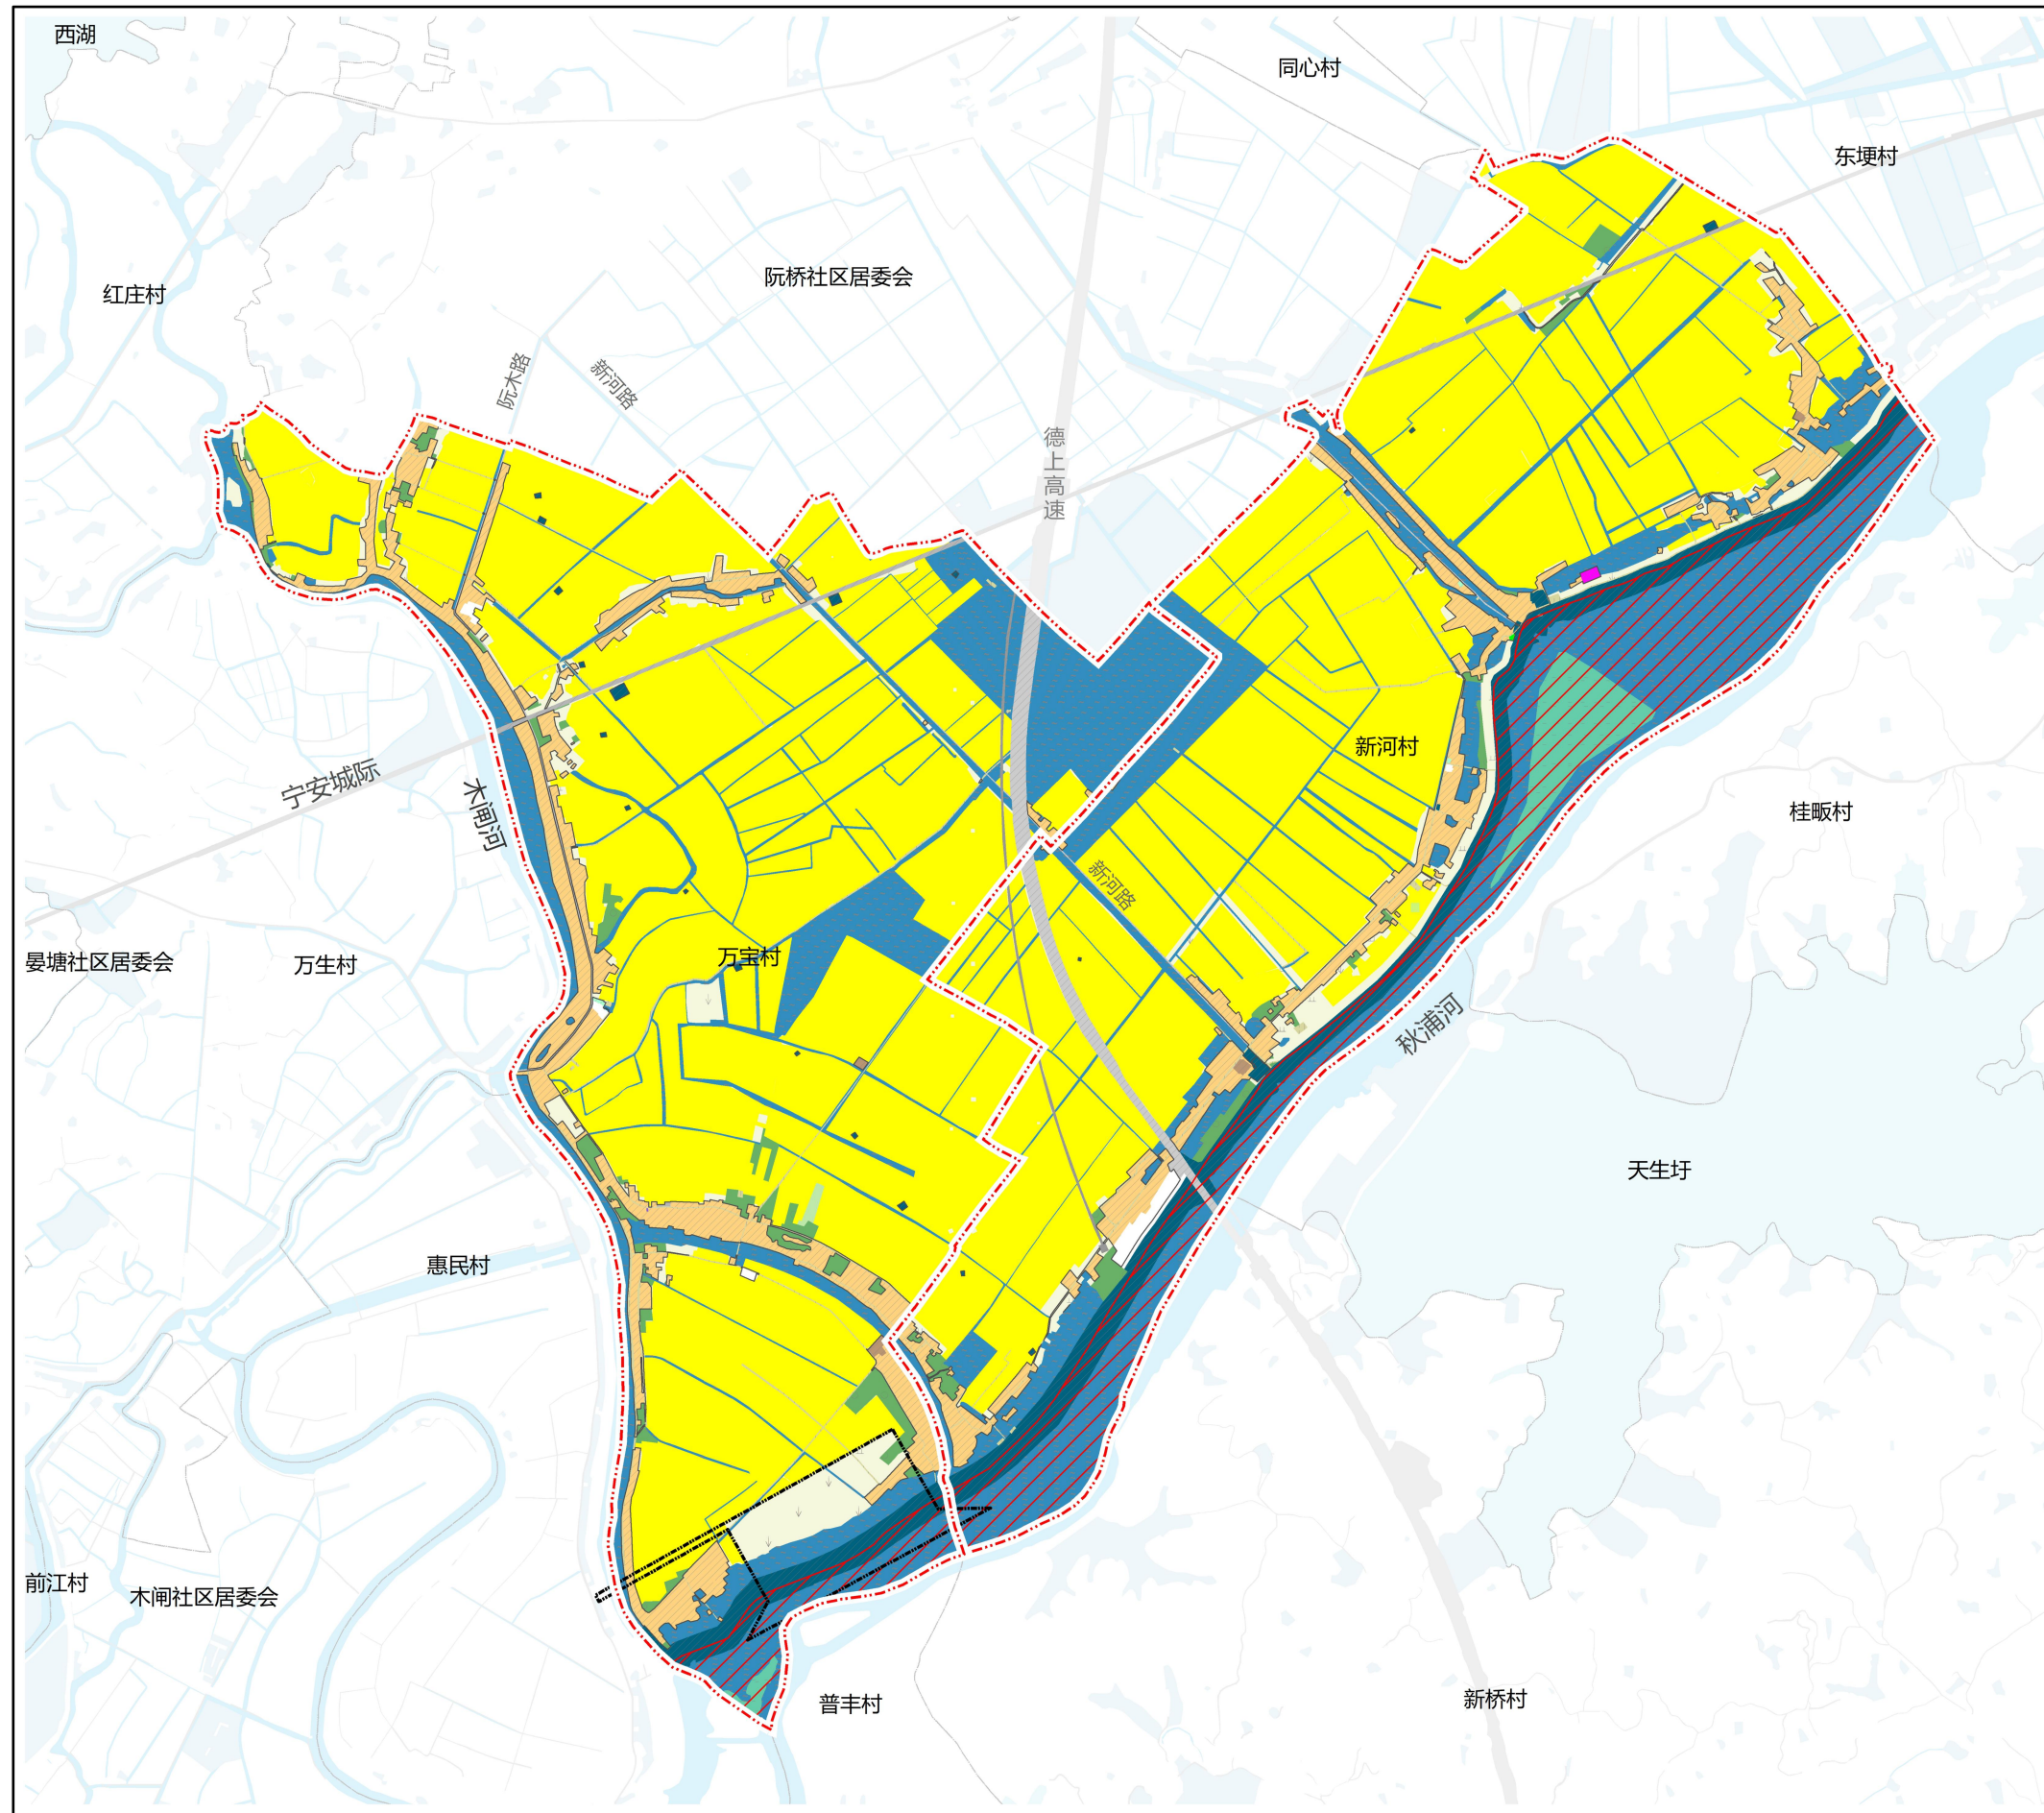 西湖
同心村
东埂村
阮桥社区居委会
红庄村
阮木路
新河路
德上高速
新河村
宁安城际
木闸河
桂畈村
新河路
万宝村
晏塘社区居委会
万生村
秋浦河
天生圩
惠民村
前江村
木闸社区居委会
普丰村
新桥村